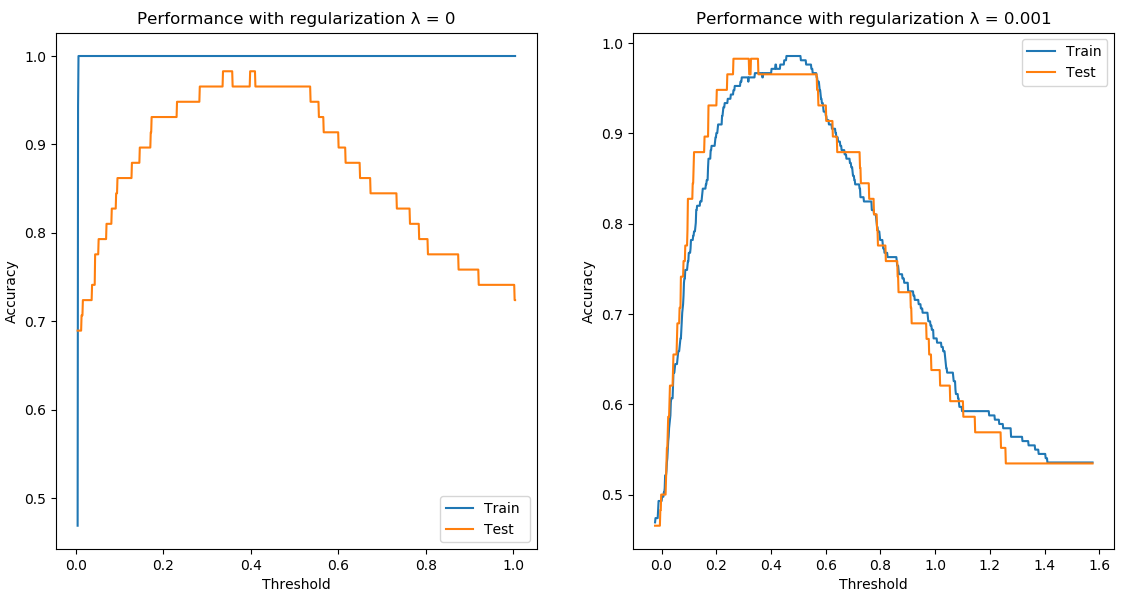 Performance with regularization λ = 0
1.0
0.9
0.8
0.7
0.6
0.5
Accuracy
0.0 0.2 0.4 0.6 0.8 1.0
Threshold
Train
Test
Performance with regularization λ = 0.001
1.0
0.9
0.8
0.7
0.6
0.5
Accuracy
0.0 0.2 0.4 0.6 0.8 1.0 1.2 1.4 1.6
Threshold
Train
Test